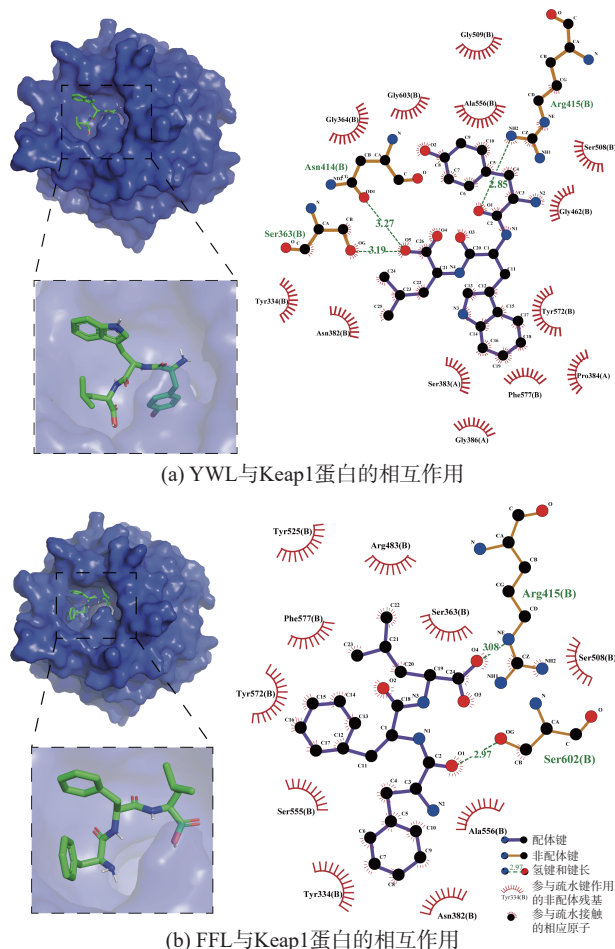 (a)
Gly509(B)
Gly603(B)
Gly364(B)
Ala556(B)
Arg415(B)
Ser508(B)
Asn414(B)
2.85
Gly462(B)
3.27
Ser363(B)
3.19
Tyr334(B)
Asn382(B)
Tyr572(B)
Ser383(A)
Phe577(B)
Pro384(A)
Gly386(A)
(a) YWL与Keap1蛋白的相互作用
(b)
Tyr525(B)
Arg483(B)
Arg415(B)
Phe577(B)
Ser363(B)
3.08
Ser508(B)
Tyr572(B)
2.97
Ser602(B)
Ser555(B)
Ala556(B)
Tyr334(B)
Asn382(B)
配体键
非配体键
2.97 氢键和键长
参与疏水键作用
Tyr334(B) 的非配体残基
参与疏水接触
的相应原子
(b) FFL与Keap1蛋白的相互作用